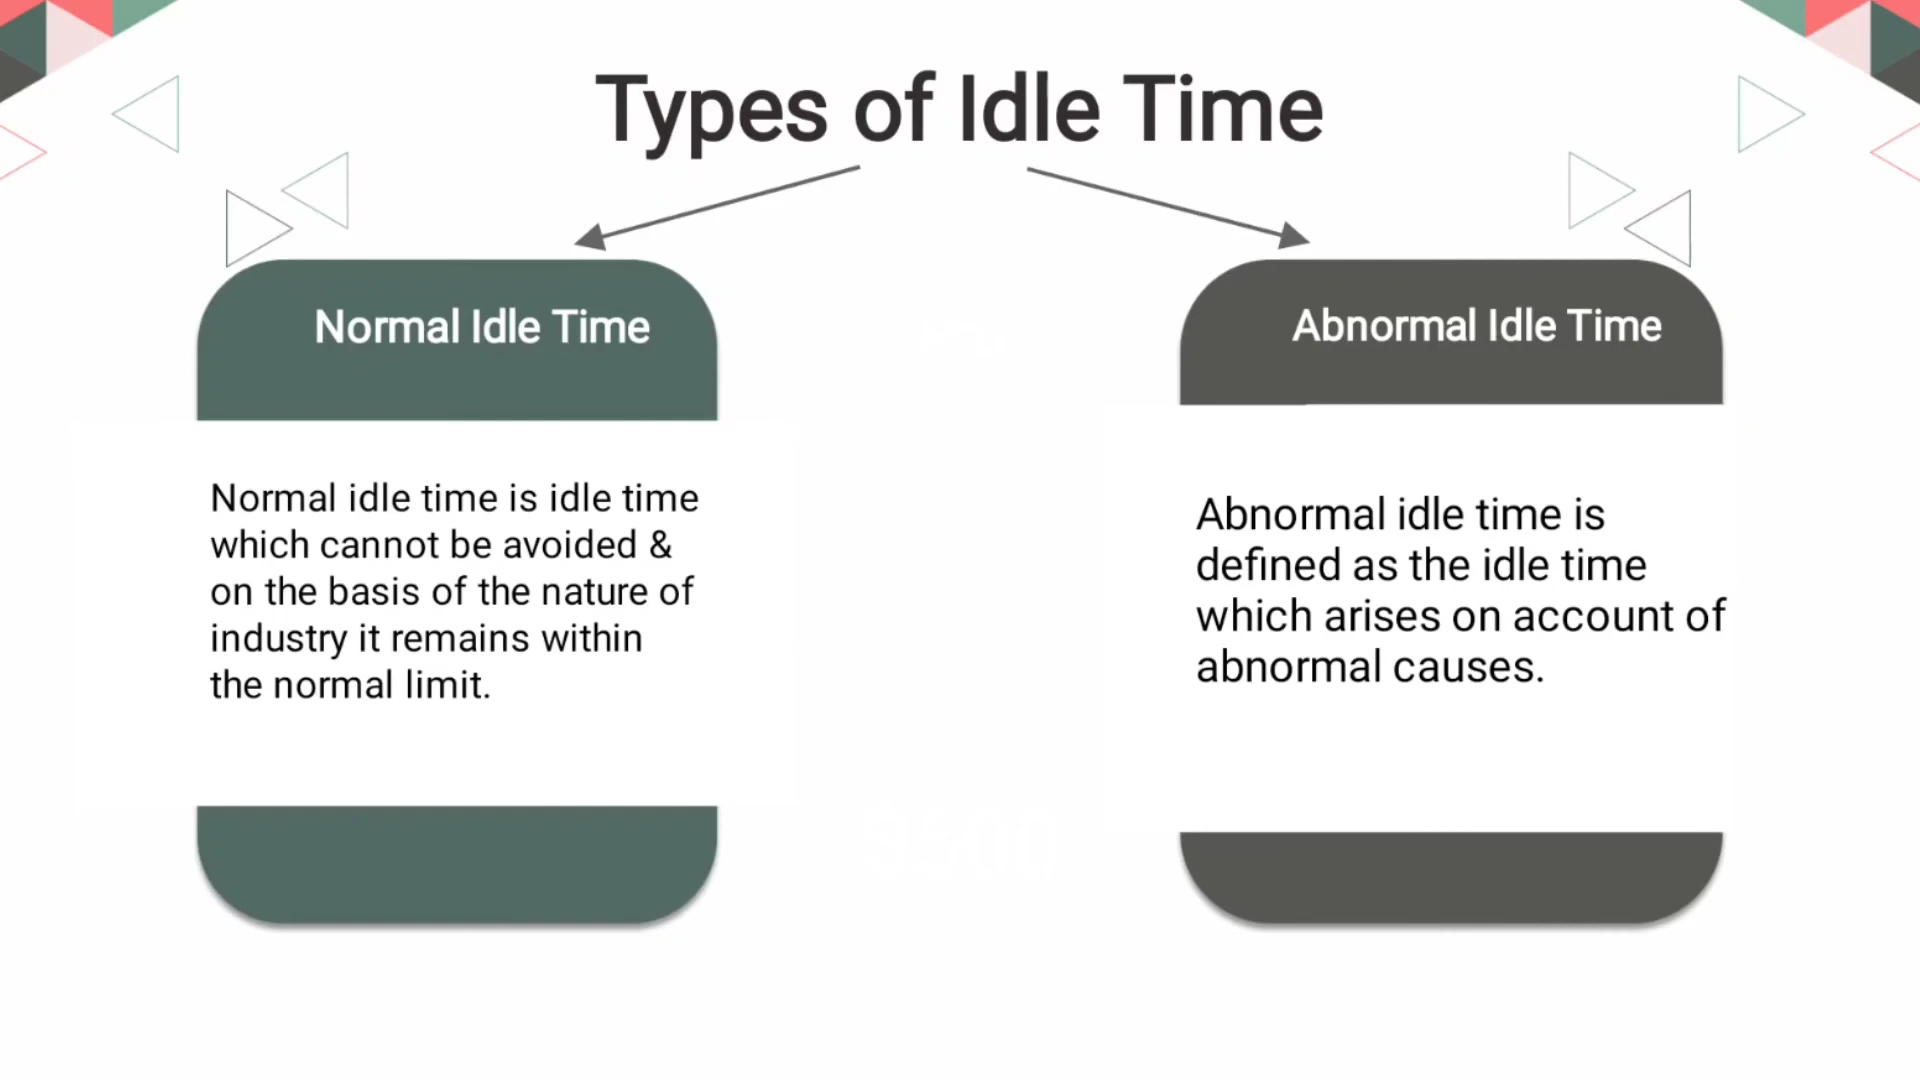 Types of Idle Time
Normal Idle Time
Normal idle time is idle time
which cannot be avoided &
on the basis of the nature of
industry it remains within
the normal limit.
Abnormal Idle Time
Abnormal idle time is
defined as the idle time
which arises on account of
abnormal causes.